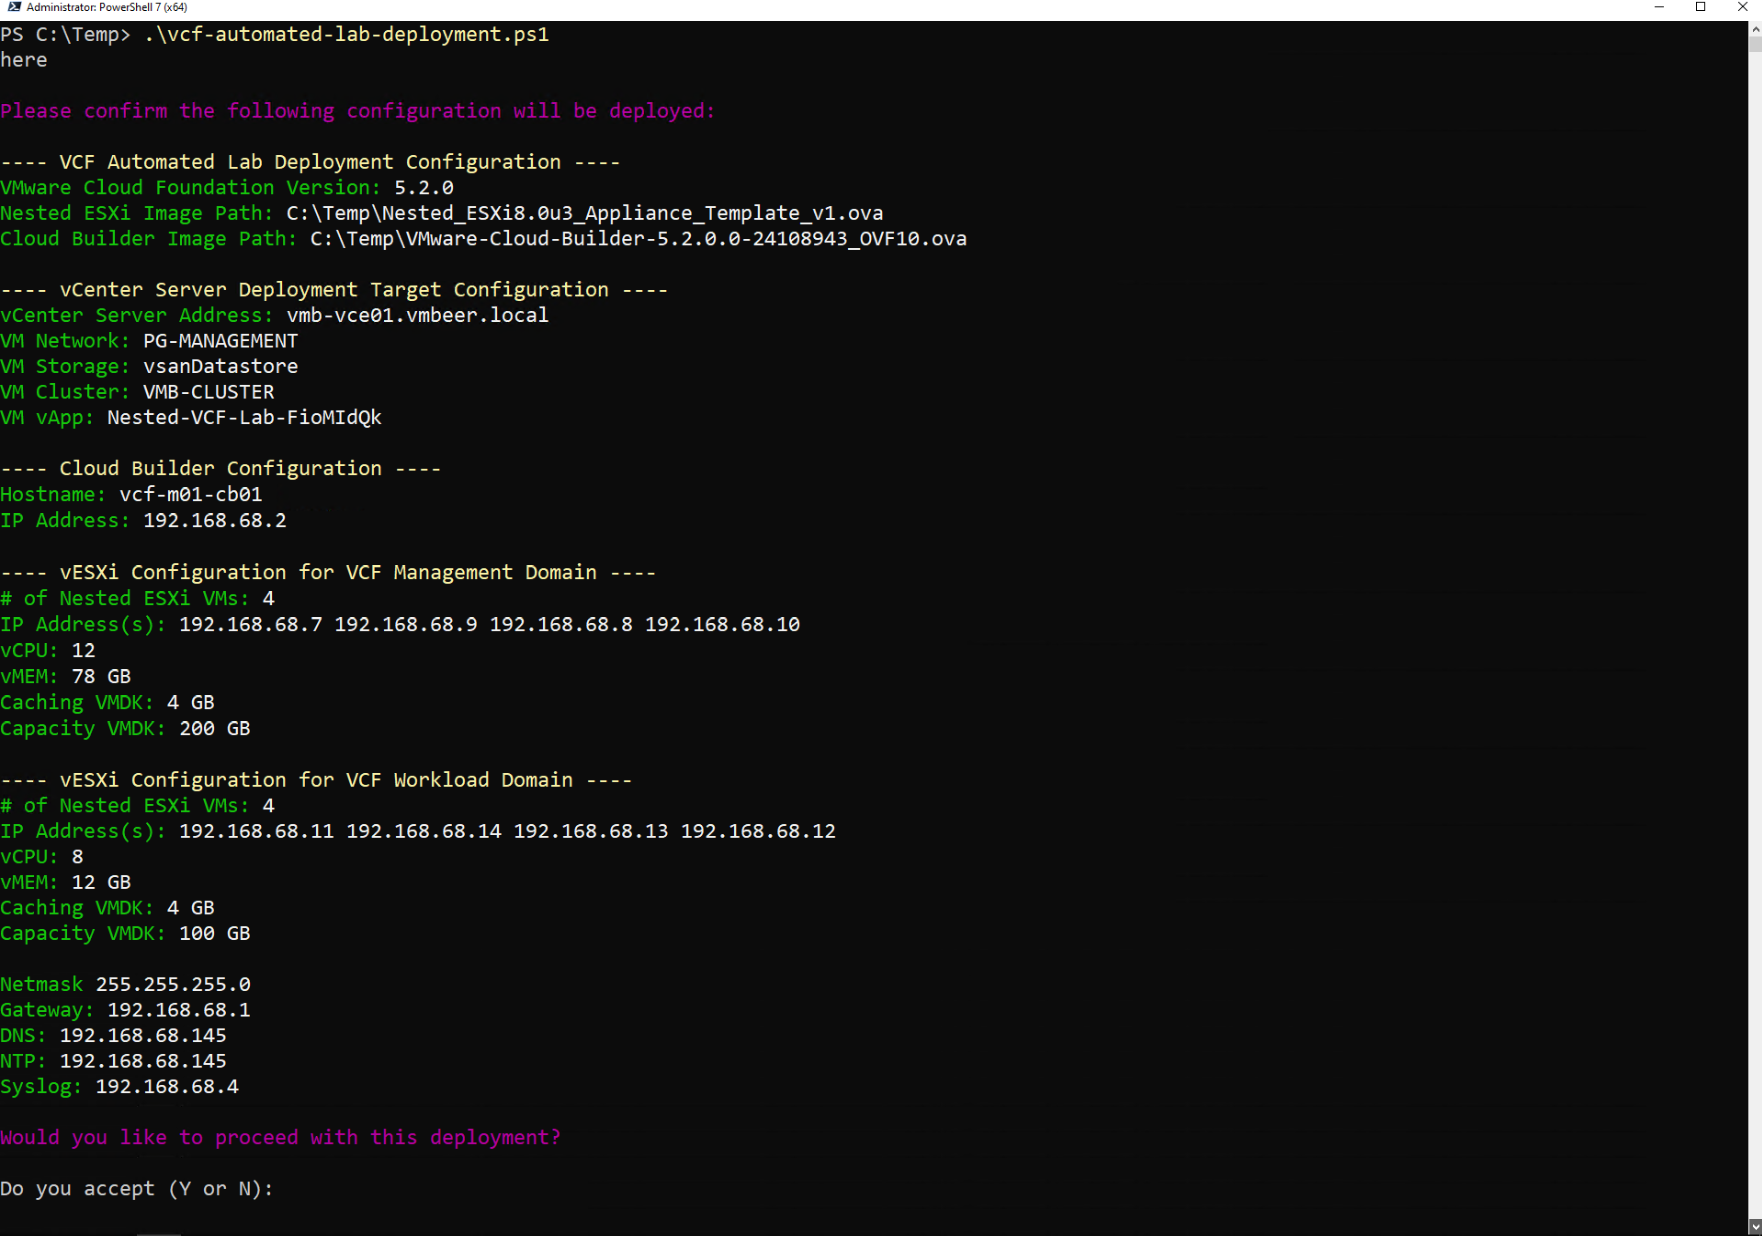 Administrator: PowerShell 7 (x64)
PS C:\Temp> .\vcf-automated-lab-deployment.ps1
here
Please confirm the following configuration will be deployed:
---- VCF Automated Lab Deployment Configuration ----
VMware Cloud Foundation Version: 5.2.0
Nested ESXi Image Path: C:\Temp\Nested_ESXi8.0u3_Appliance_Template_v1.ova
Cloud Builder Image Path: C:\Temp\VMware-Cloud-Builder-5.2.0.0-24108943_OVF10.ova
---- vCenter Server Deployment Target Configuration ----
vCenter Server Address: vmb-vce01.vmbeer.local
VM Network: PG-MANAGEMENT
VM Storage: vsanDatastore
VM Cluster: VMB-CLUSTER
VM vApp: Nested-VCF-Lab-FioMIdQk
---- Cloud Builder Configuration ----
Hostname: vcf-m01-cb01
IP Address: 192.168.68.2
---- vESXi Configuration for VCF Management Domain ----
# of Nested ESXi VMs: 4
IP Address(s): 192.168.68.7 192.168.68.9 192.168.68.8 192.168.68.10
vCPU: 12
vMEM: 78 GB
Caching VMDK: 4 GB
Capacity VMDK: 200 GB
---- vESXi Configuration for VCF Workload Domain ----
# of Nested ESXi VMs: 4
IP Address(s): 192.168.68.11 192.168.68.14 192.168.68.13 192.168.68.12
vCPU: 8
vMEM: 12 GB
Caching VMDK: 4 GB
Capacity VMDK: 100 GB
Netmask 255.255.255.0
Gateway: 192.168.68.1
DNS: 192.168.68.145
NTP: 192.168.68.145
Syslog: 192.168.68.4
Would you like to proceed with this deployment?
Do you accept (Y or N):